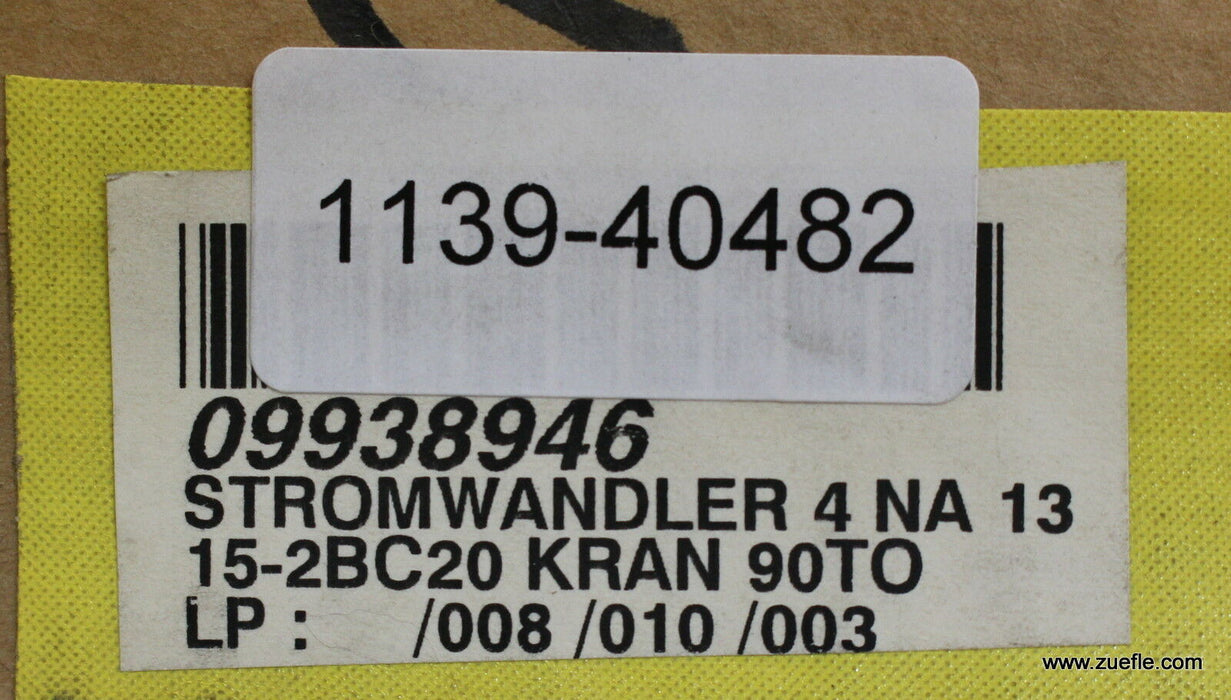 1139-40482
09938946
STROMWANDLER 4 NA 13
15-2BC20 KRAN 90TO
LP : /008 /010 /003
www.zuefle.com